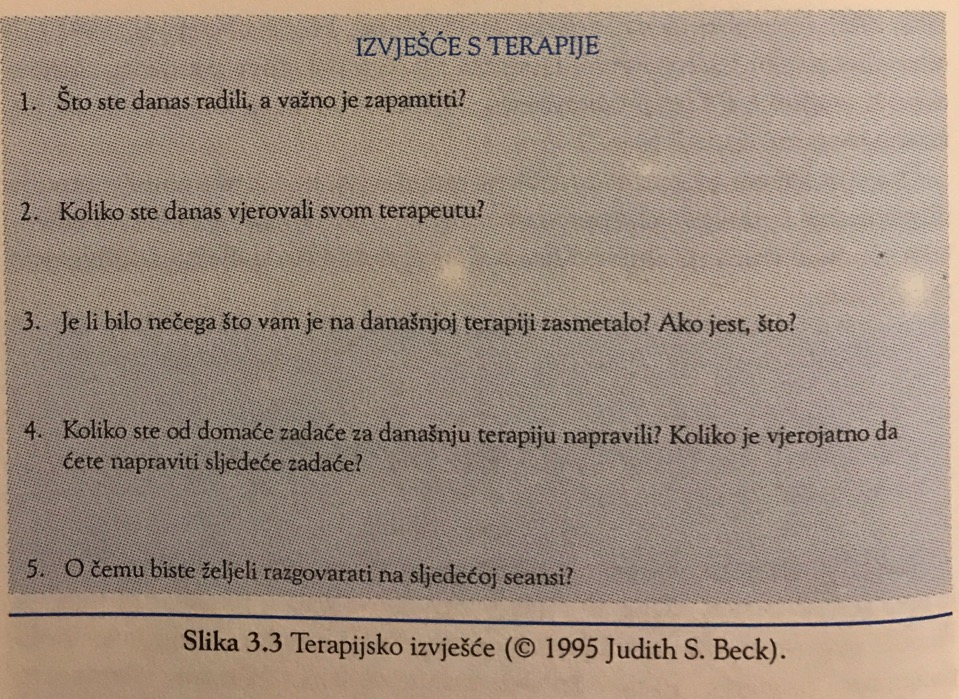 IZVJEŠĆE S TERAPIJE
1. Što ste danas radili, a važno je zapamtiti?
2. Koliko ste danas vjerovali svom terapeutu?
3. Je li bilo nečega što vam je na današnjoj terapiji zasmetalo? Ako jest, što?
4. Koliko ste od domaće zadaće za današnju terapiju napravili? Koliko je vjerojatno da
ćete napraviti sljedeće zadaće?
5. O čemu biste željeli razgovarati na sljedećoj seansi?
Slika 3.3 Terapijsko izvješće (© 1995 Judith S. Beck).